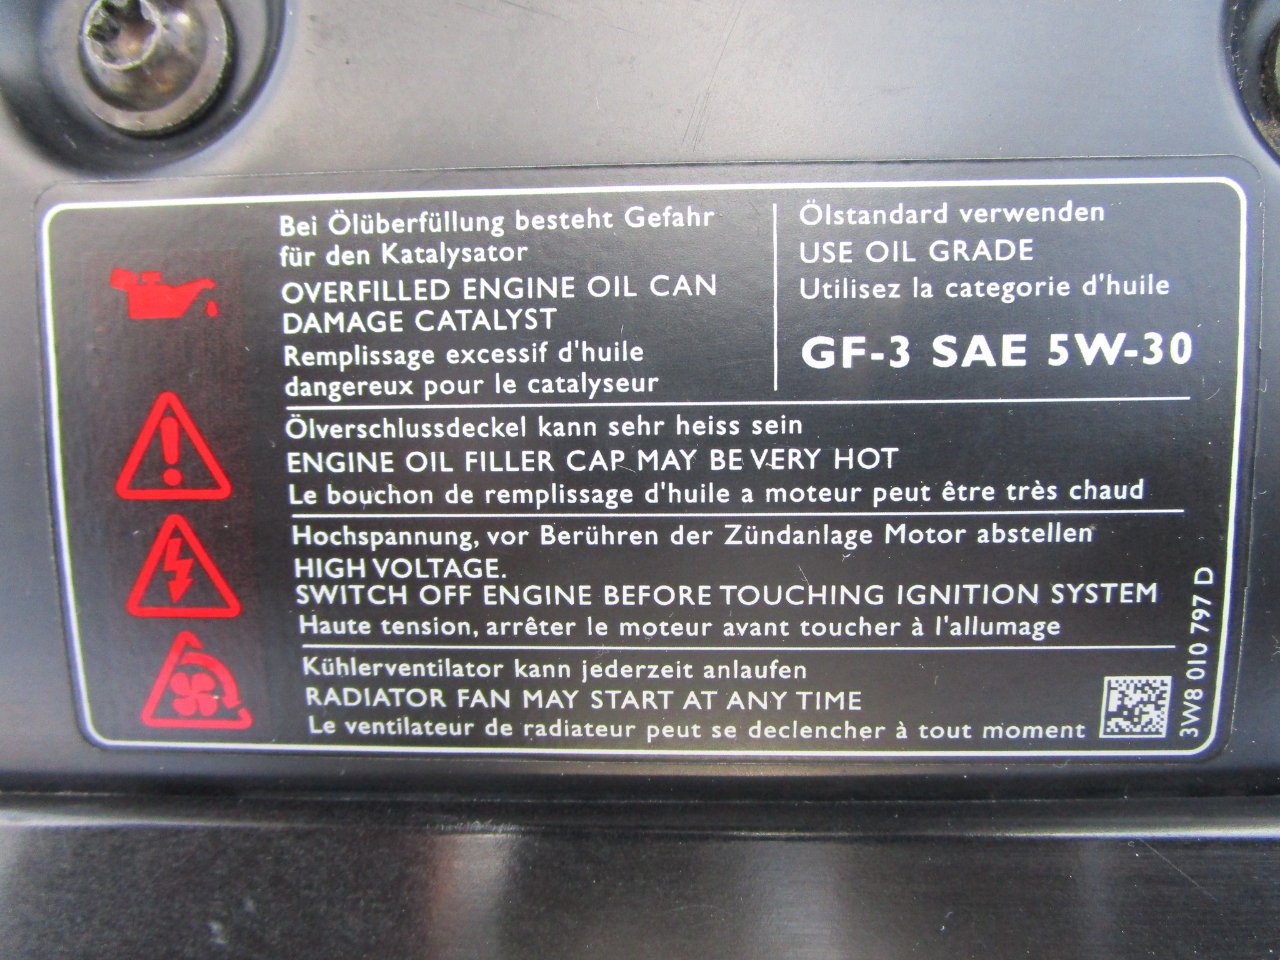 Bei Ölüberfüllung besteht Gefahr
für den Katalysator
OVERFILLED ENGINE OIL CAN
DAMAGE CATALYST
Remplissage excessif d'huile
dangereux pour le catalyseur
Ölstandard verwenden
USE OIL GRADE
Utilisez la categorie d'huile
GF-3 SAE 5W-30
Ölverschlussdeckel kann sehr heiss sein
ENGINE OIL FILLER CAP MAY BE VERY HOT
Le bouchon de remplissage d'huile a moteur peut être très chaud
Hochspannung, vor Berühren der Zündanlage Motor abstellen
HIGH VOLTAGE.
SWITCH OFF ENGINE BEFORE TOUCHING IGNITION SYSTEM
Haute tension, arrêter le moteur avant toucher à l'allumage
Kühlerventilator kann jederzeit anlaufen
RADIATOR FAN MAY START AT ANY TIME
Le ventilateur de radiateur peut se declencher à tout moment
3W8 010 797 D